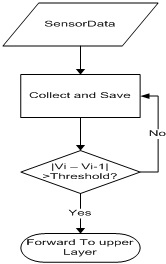 SensorData
Collect and Save
No
|Vi – Vi-1|
>Threshold?
Yes
Forward To upper
Layer